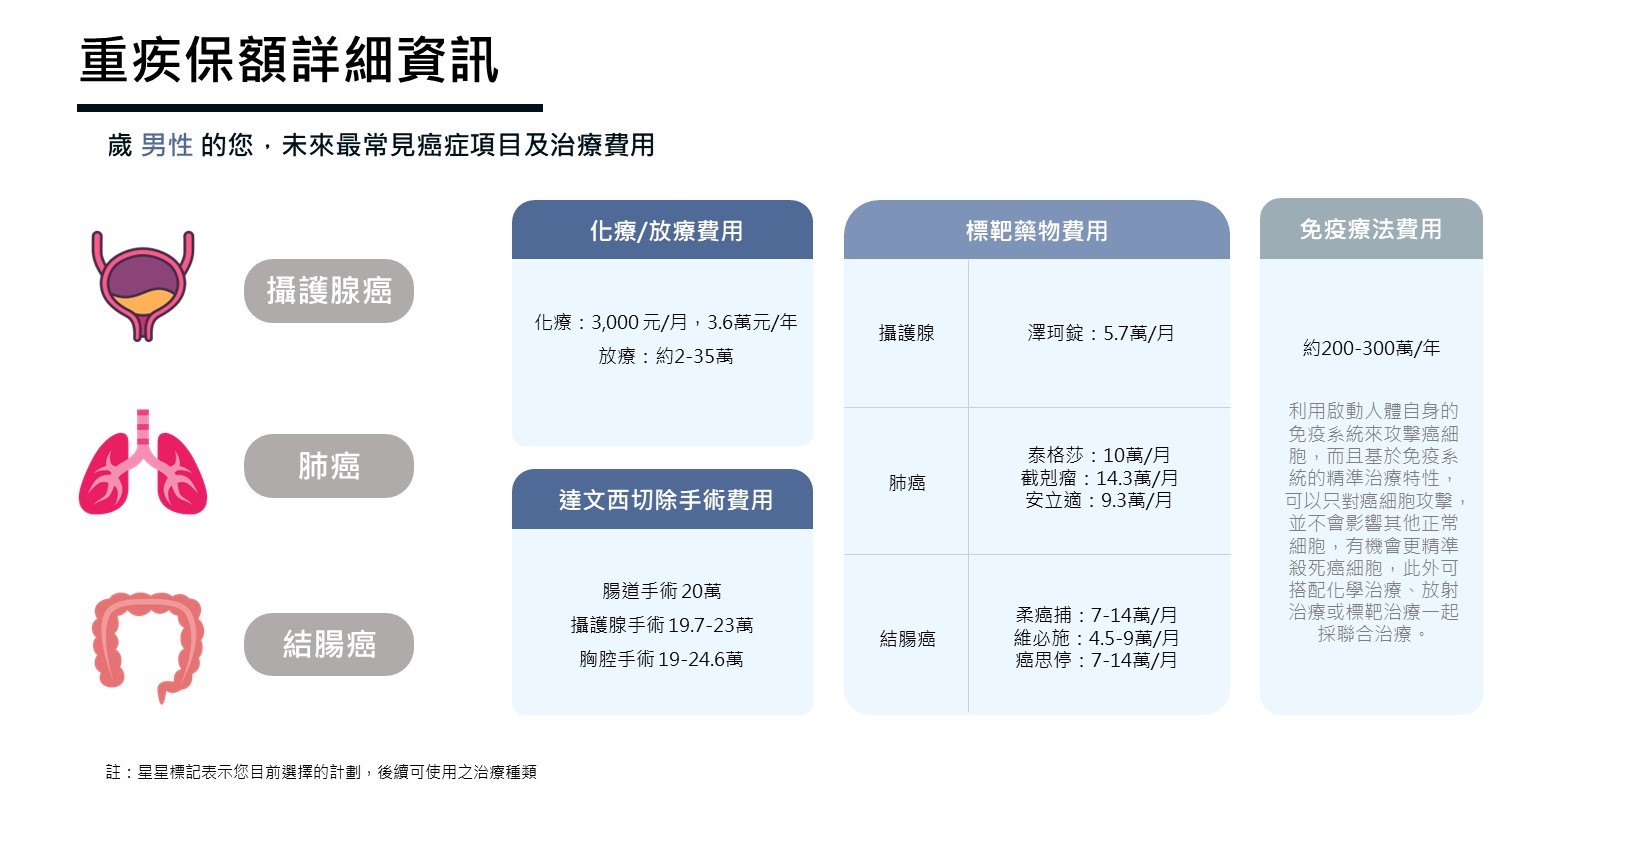 重疾保額詳細資訊
歲 男性 的您，未來最常見癌症項目及治療費用
攝護腺癌
肺癌
結腸癌
化療/放療費用
化療：3,000 元/月，3.6萬元/年
放療：約2-35萬
達文西切除手術費用
腸道手術 20萬
攝護腺手術 19.7-23萬
胸腔手術 19-24.6萬
標靶藥物費用
攝護腺
澤珂錠：5.7萬/月
肺癌
泰格莎：10萬/月
截剋瘤：14.3萬/月
安立適：9.3萬/月
結腸癌
柔癌捕：7-14萬/月
維必施：4.5-9萬/月
癌思停：7-14萬/月
免疫療法費用
約200-300萬/年
利用啟動人體自身的
免疫系統來攻擊癌細
胞，而且基於免疫系
統的精準治療特性，
可以只對癌細胞攻擊，
並不會影響其他正常
細胞，有機會更精準
殺死癌細胞，此外可
搭配化學治療、放射
治療或標靶治療一起
採聯合治療。
註：星星標記表示您目前選擇的計劃，後續可使用之治療種類